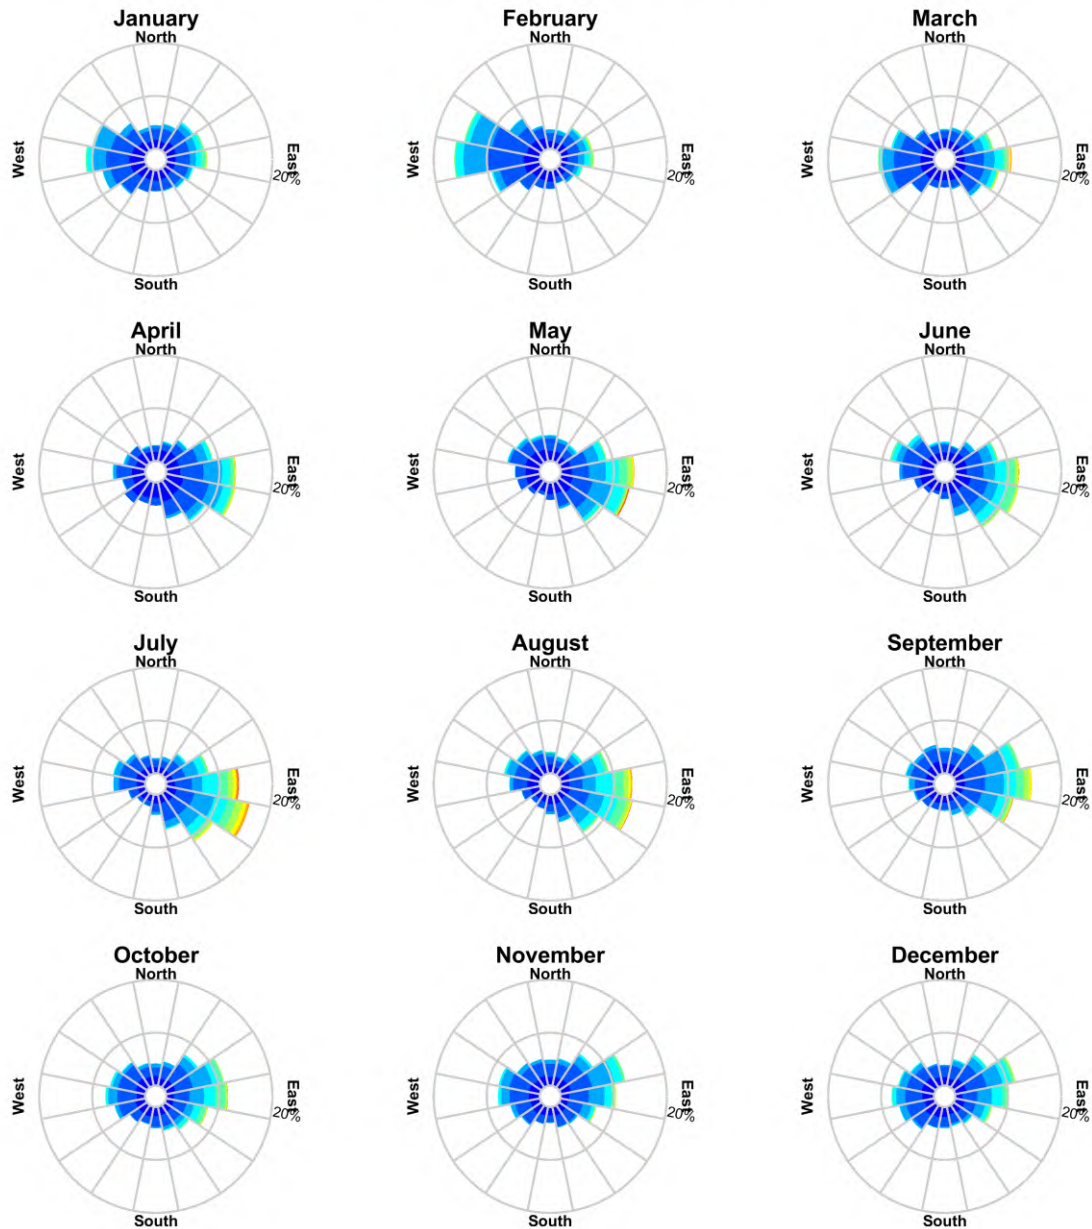 January
North
West
East
20%
South
February
North
West
East
20%
South
March
North
West
East
20%
South
April
North
West
East
20%
South
May
North
West
East
20%
South
June
North
West
East
20%
South
July
North
West
East
20%
South
August
North
West
East
20%
South
September
North
West
East
20%
South
October
North
West
East
20%
South
November
North
West
East
20%
South
December
North
West
East
20%
South